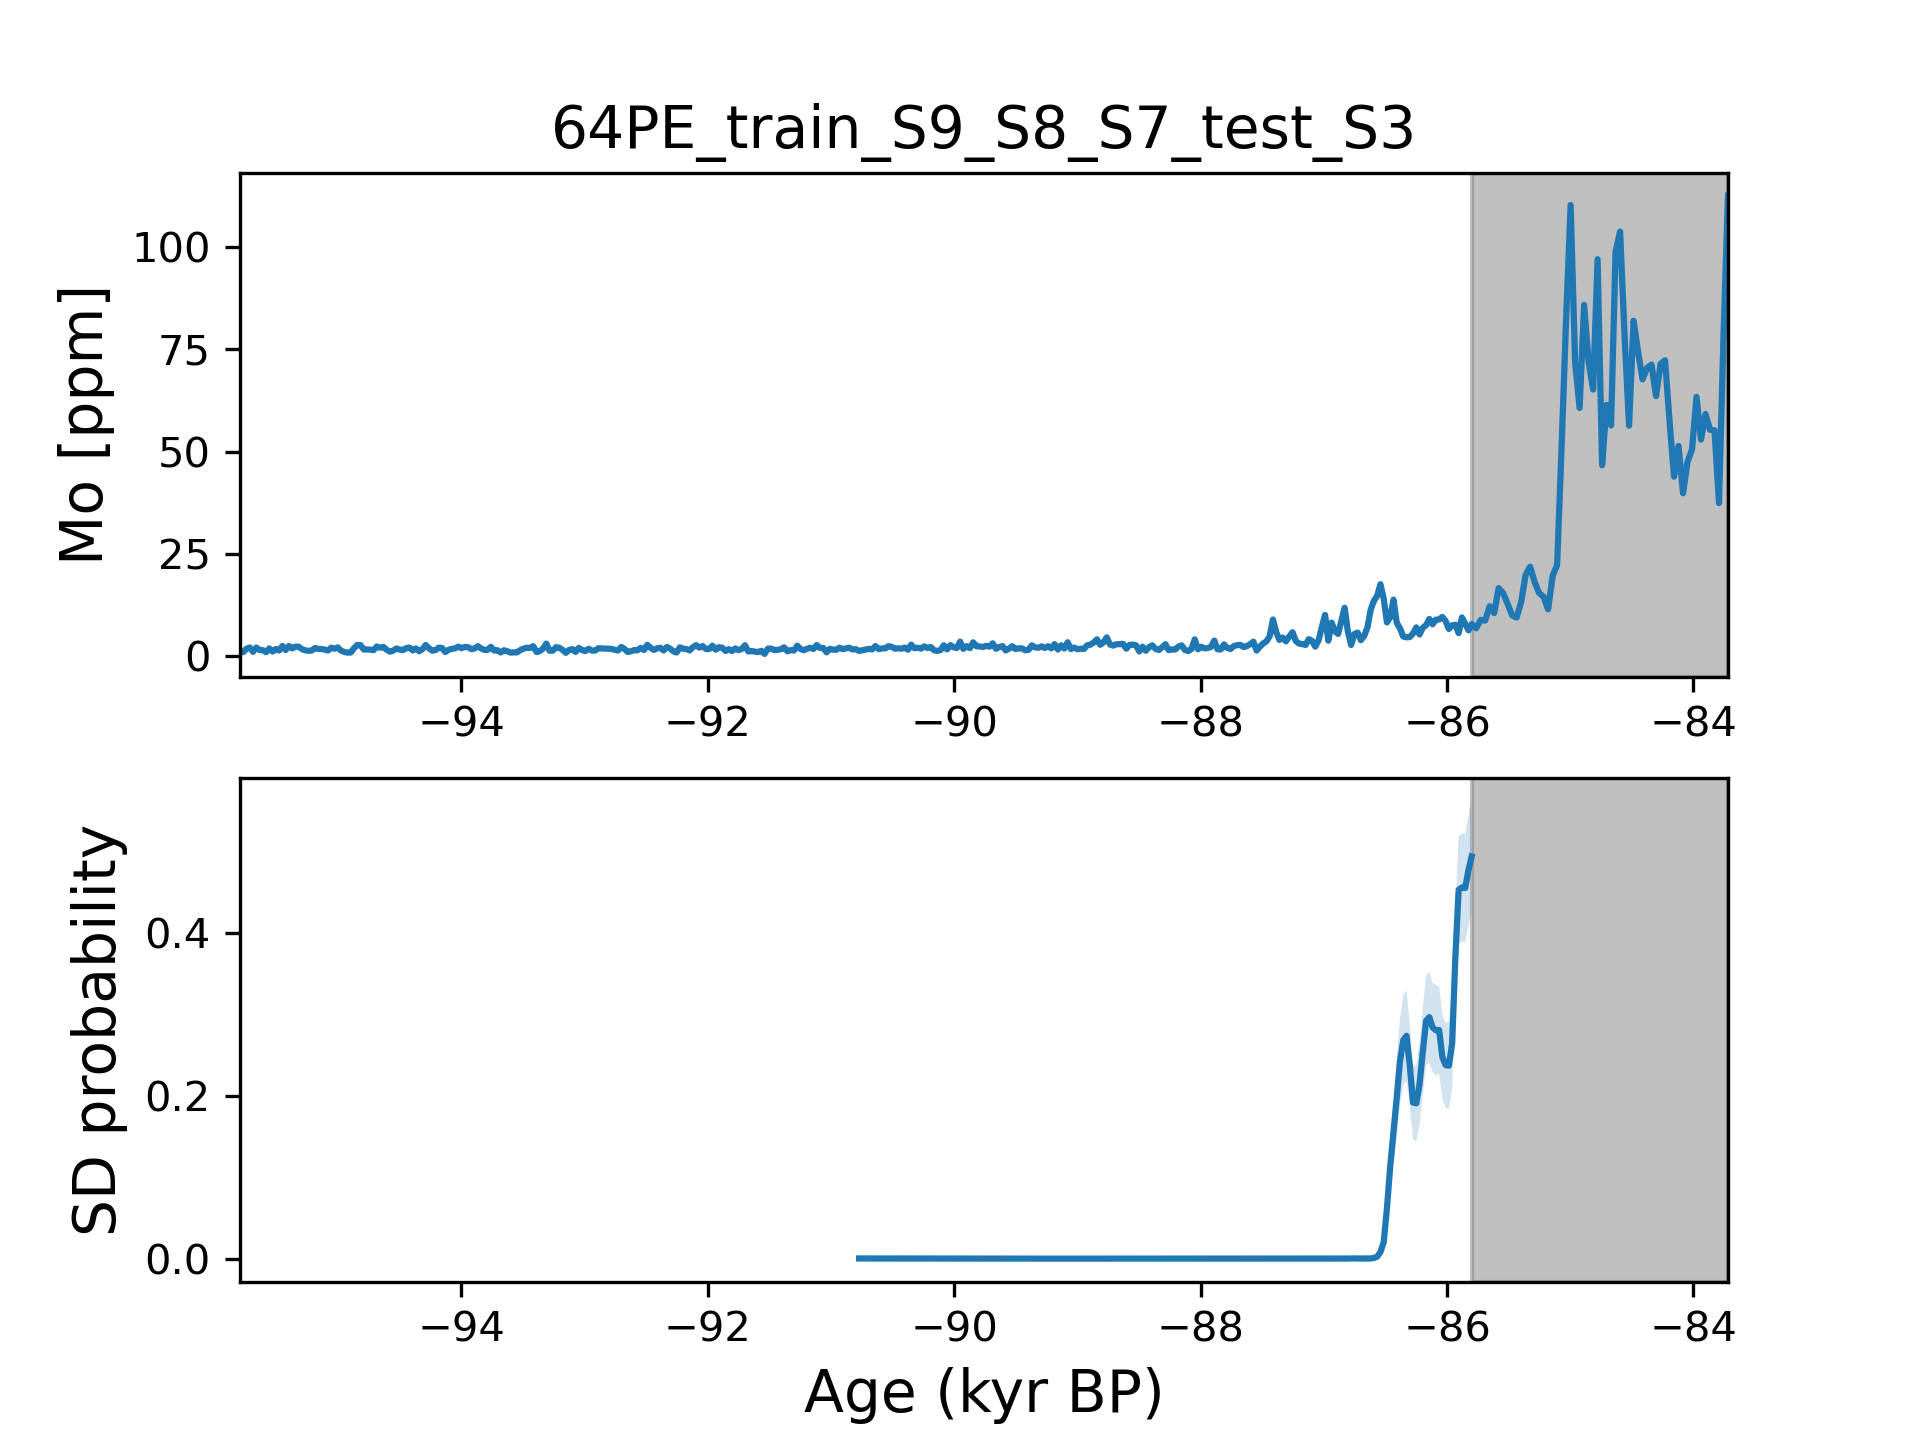 64PE_train_S9_S8_S7_test_S3
Mo [ppm]
100
75
50
25
0
−94 −92 −90 −88 −86 −84
SD probability
0.4
0.2
0.0
−94 −92 −90 −88 −86 −84
Age (kyr BP)